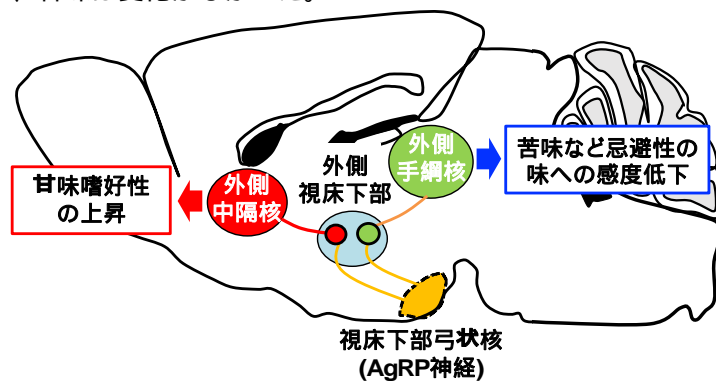 甘味嗜好性
の上昇
外側
中隔核
外側
視床下部
外側
手綱核
苦味など忌避性の
味への感度低下
視床下部弓状核
(AgRP神経)